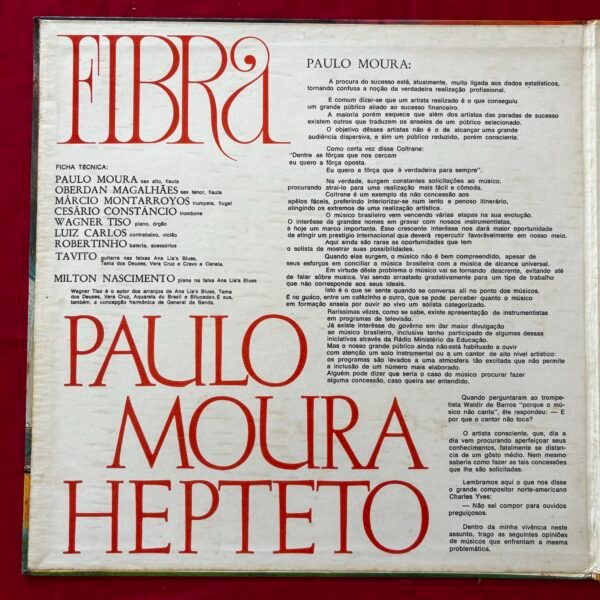 FIBRA
FICHA TÉCNICA:
PAULO MOURA sax alto, flauta
OBERDAN MAGALHÃES sax tenor, flauta
MÁRCIO MONTARROYOS trumpete, flugel
CESÁRIO CONSTÂNCIO trombone
WAGNER TISO piano, órgão
LUIZ CARLOS contrabaixo, violão
ROBERTINHO bateria, acessórios
TAVITO guitarra nas faixas Ana Lia's Blues,
Tema dos Deuses, Vera Cruz e Cravo e Canela.
MILTON NASCIMENTO piano na faixa Ana Lia's Blues
Wagner Tiso é o autor dos arranjos de Ana Lia's Blues, Tema
dos Deuses, Vera Cruz, Aquarela do Brasil e Bitucadas. É sua,
também, a concepção harmônica de General da Banda.
PAULO
MOURA
HEPTETO
PAULO MOURA:
A procura do sucesso está, atualmente, muito ligada aos dados estatísticos,
tornando confusa a noção da verdadeira realização profissional.
É comum dizer-se que um artista realizado é o que conseguiu
um grande público aliado ao sucesso financeiro.
A maioria porém esquece que além dos artistas das paradas de sucesso
existem outros que traduzem os anseios de um público selecionado.
O objetivo dêsses artistas não é o de alcançar uma grande
audiência dispersiva, e sim um público reduzido, porém consciente.
Como certa vez disse Coltrane:
"Dentre as fôrças que nos cercam
eu quero a fôrça oposta.
Eu quero a fôrça que é verdadeira para sempre".
Na verdade, surgem constantes solicitações ao músico.
procurando atraí-lo para uma realização mais fácil e cômoda.
Coltrane é um exemplo da não concessão aos
apêlos fáceis, preferindo interiorizar-se num lento e penoso itinerário,
atingindo os extremos de uma realização artística.
O músico brasileiro vem vencendo várias etapas na sua evolução.
O interêsse de grandes nomes em gravar com nossos instrumentistas,
é hoje um marco importante. Êsse crescente interêsse nos dará maior oportunidade
de atingir um prestígio internacional que deverá repercutir favoràvelmente em nosso meio.
Aqui ainda são raras as oportunidades que tem
o solista de mostrar suas possibilidades.
Quando elas surgem, o músico não é bem compreendido, apesar de
seus esforços em conciliar a música brasileira com a música de alcance universal.
Em virtude dêste problema o músico vai se tornando descrente, evitando até
de falar sôbre musica. Vai sendo arrastado gradativamente para um tipo de trabalho
que não corresponde aos seus ideais.
Isto é o que se sente quando se conversa ali no ponto dos músicos.
E no guáco, entre um cafèzinho e outro, que se pode perceber quanto o músico
em formação anseia por ouvir ao vivo um solista categorizado.
Raríssimas vêzes, como se sabe, existe apresentação de instrumentistas
em programas de televisão.
Já existe interêsse do govêrno em dar maior divulgação
ao músico brasileiro, inclusive tenho participado de algumas dessas
iniciativas através da Rádio Ministério da Educação.
Mas o nosso grande público ainda não está habituado a ouvir
com atenção um solo instrumental ou a um cantor de alto nível artístico:
os programas são levados a uma atmosfera tão excitada que não permite
a inclusão de um número mais elaborado.
Alguém pode dizer que seria o caso do músico procurar fazer
alguma concessão, caso queira ser entendido.
Quando perguntaram ao trompe-
tista Waldir de Barros "porque o mú-
sico não canta", êle respondeu: — E
por que o cantor não toca?
O artista consciente, que, dia a
dia vem procurando aperfeiçoar seus
conhecimentos, fatalmente se distan-
cia de um gôsto médio. Nem mesmo
saberia como fazer as tais concessões
que lhe são solicitadas.
Lembramos aqui o que nos disse
o grande compositor norte-americano
Charles Yves:
— Não sei compor para ouvidos
preguiçosos.
Dentro da minha vivência neste
assunto, trago as seguintes opiniões
de músicos que enfrentam a mesma
problemática.